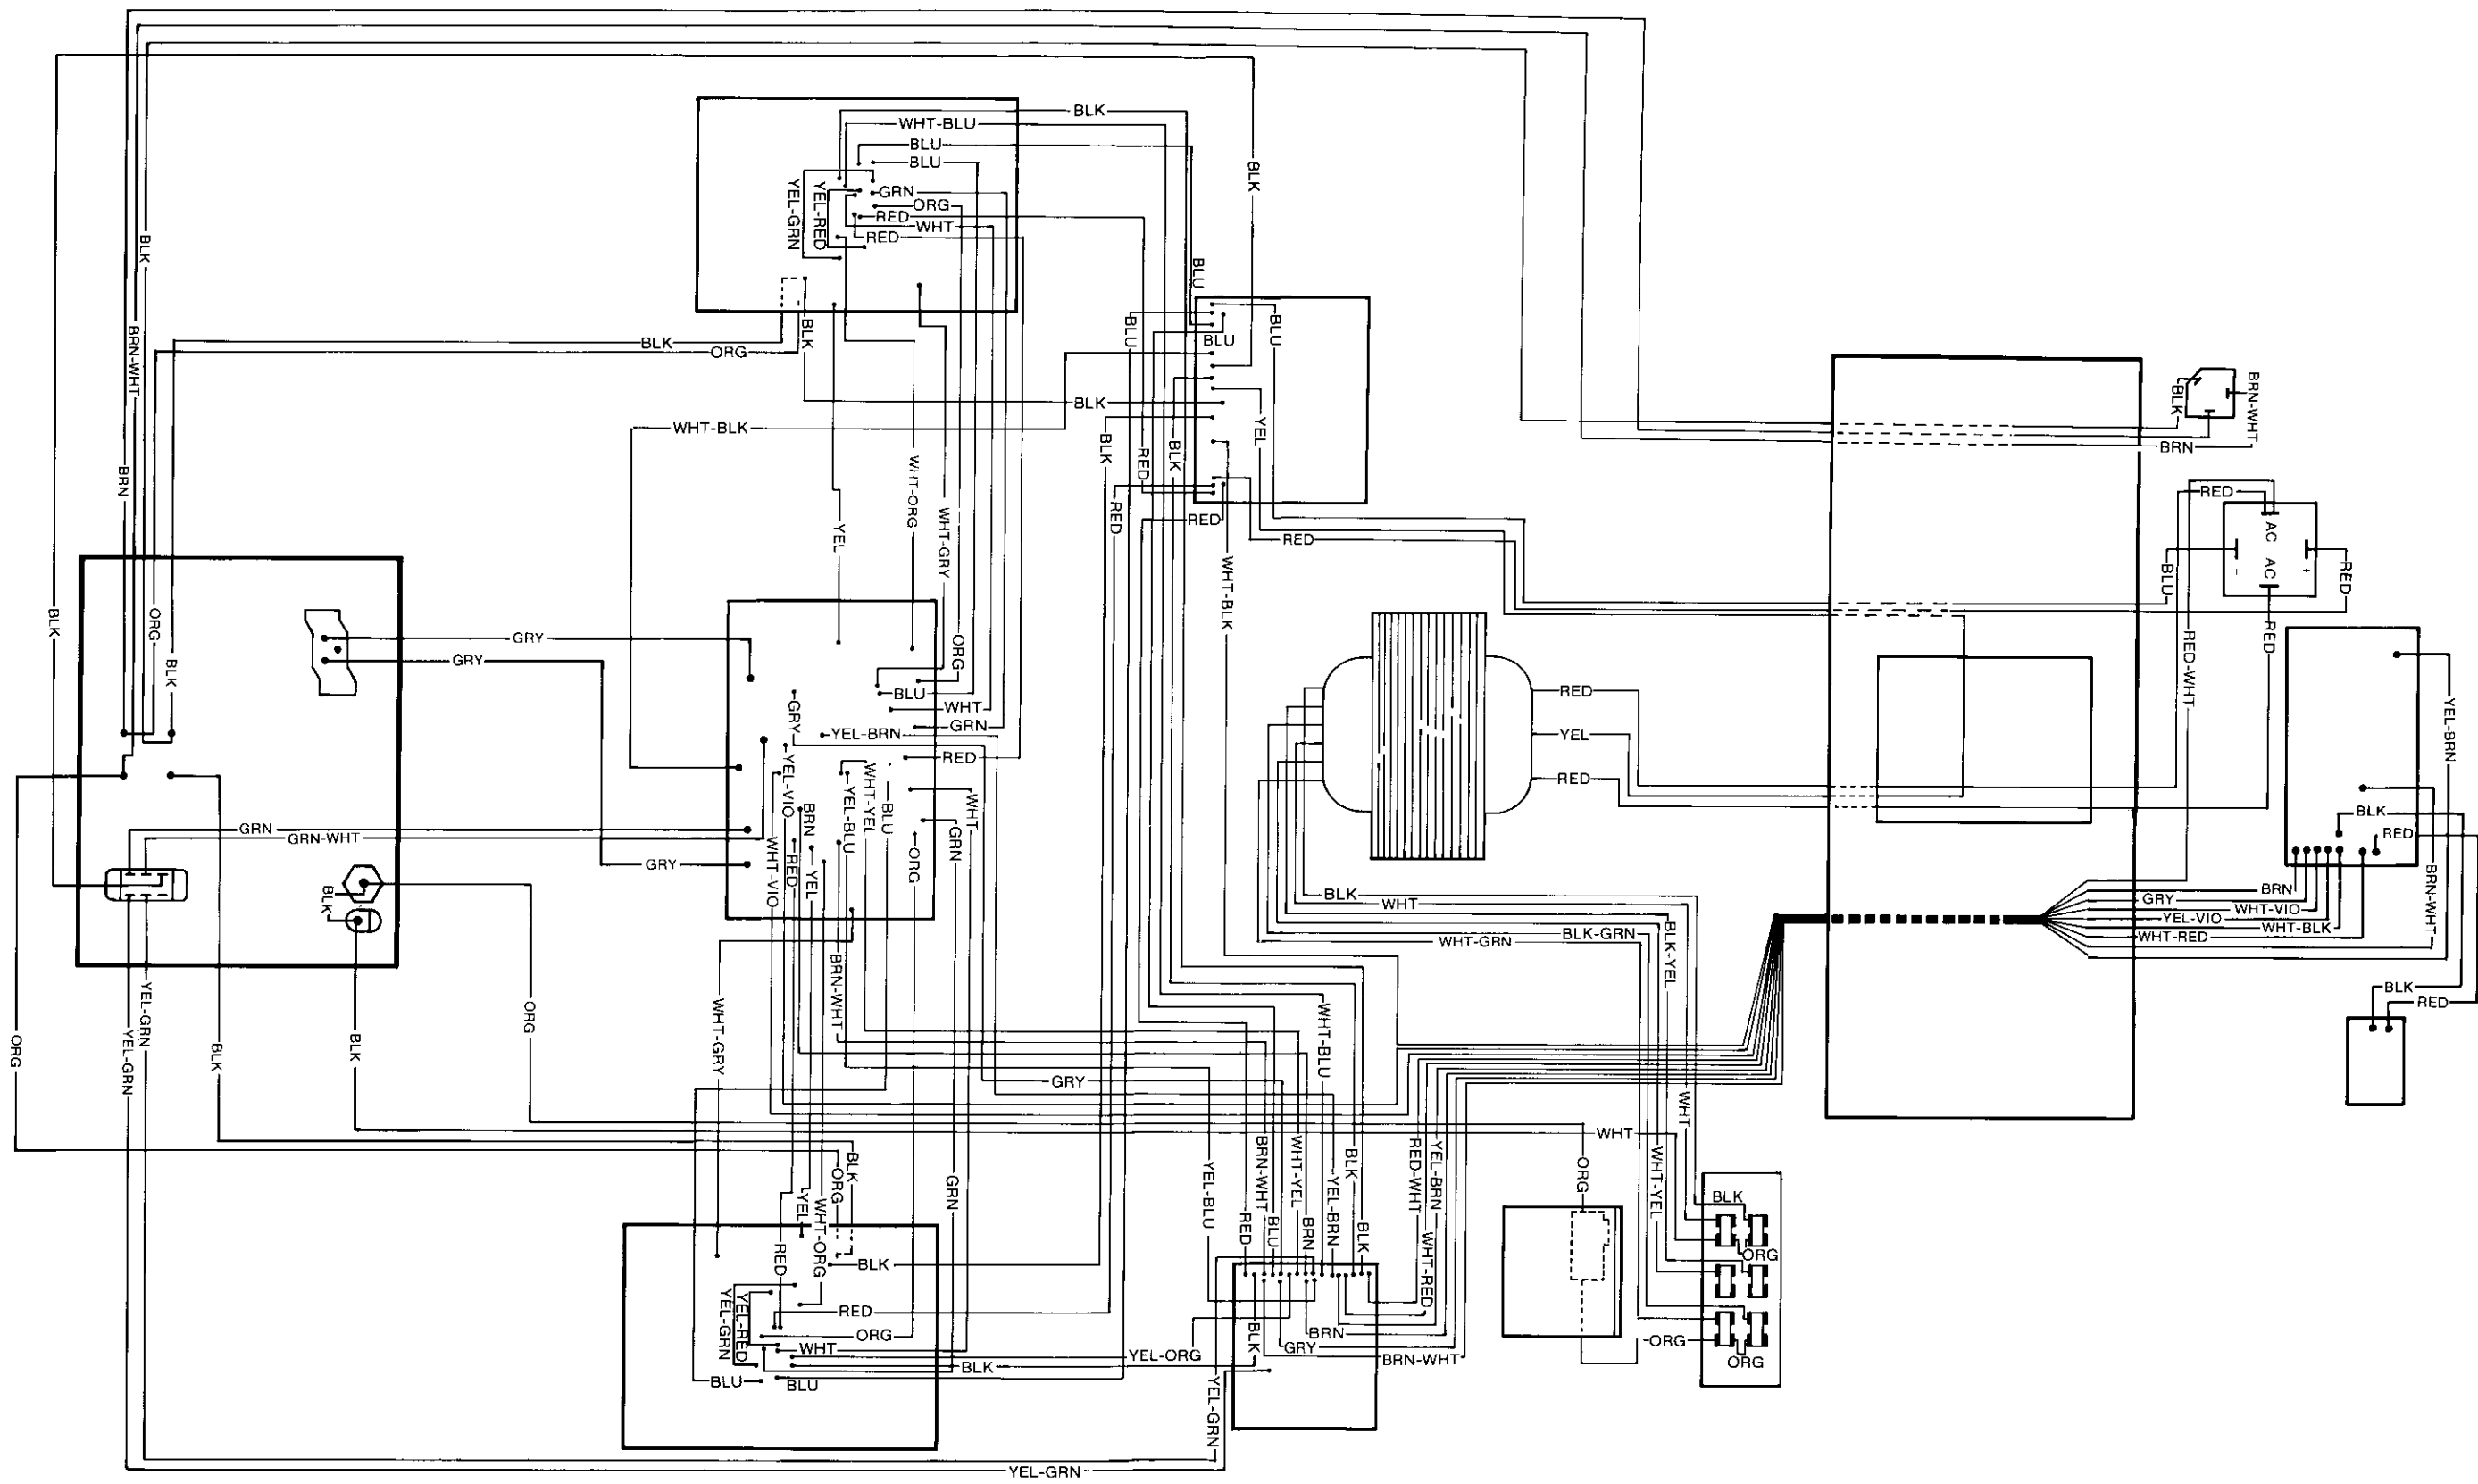 BLK
WHT-BLU
BLU
BLU
BLK
YEL-GRN
YEL-RED
GRN
ORG
RED
WHT
RED
BLK
BLU
BRN-WHT
BLK
BLK
ORG
BLU
BLU
BLU
BLK
BRN-WHT
BRN
WHT-BLK
BLK
BLK
YEL
RED
BLK
BRN
WHT-ORG
RED
AC
AC
-
+
YEL
WHT-GRY
RED
RED
RED
WHT-BLK
BLU
RED
BLK
ORG
BLK
GRY
GRY
ORG
RED
RED-WHT
BLU
WHT
GRN
GRY
YEL-BRN
RED
RED
YEL
RED
YEL-BRN
YEL-VIO
WHT-YEL
BLU
WHT
BRN
YEL-BLU
GRN
GRN-WHT
GRY
WHT-VIO
RED
YEL
ORG
GRN
BLK
RED
BLK
BLK
WHT
BLK-GRN
WHT-GRN
BLK-YEL
BRN
GRY
WHT-VIO
YEL-VIO
WHT-BLK
WHT-RED
BRN-WHT
BLK
RED
YEL-GRN
YEL-GRN
ORG
BLK
BLK
ORG
WHT-GRY
BRN-WHT
WHT-BLU
GRY
WHT
WHT
ORG
BLK
ORG
YEL
WHT-ORG
RED
GRN
YEL-BLU
BRN-WHT
WHT-YEL
BLK
RED
BLU
BRN
YEL-BRN
BLK
RED-WHT
YEL-BRN
WHT-RED
ORG
WHT-YEL
BLK
ORG
BLK
RED
YEL-GRN
YEL-RED
ORG
WHT
BLK
BLU
BLU
YEL-ORG
BLK
BRN
GRY
BRN-WHT
ORG
ORG
YEL-GRN
YEL-GRN